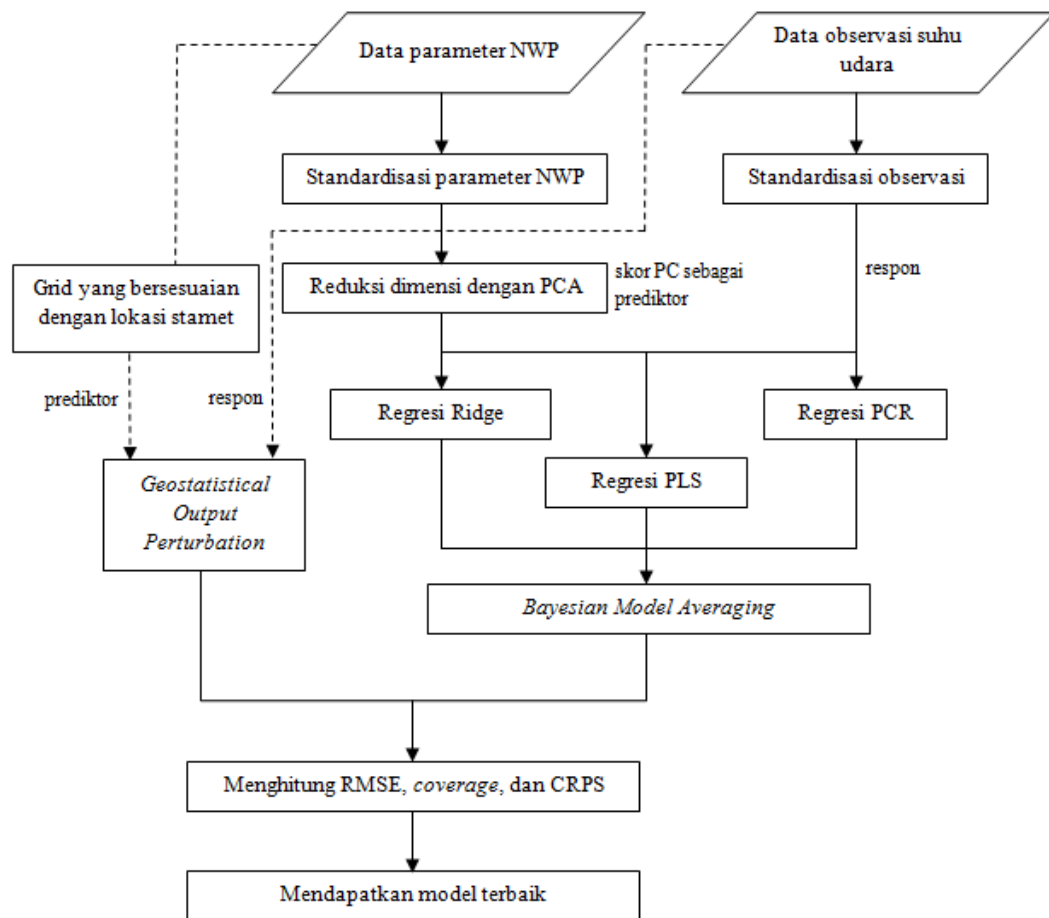 Data parameter NWP
Data observasi suhu
udara
Standardisasi parameter NWP
Standardisasi observasi
Grid yang bersesuaian
dengan lokasi stamet
Reduksi dimensi dengan PCA
skor PC sebagai
prediktor
respon
prediktor
respon
Regresi Ridge
Regresi PCR
Regresi PLS
Geostatistical
Output
Perturbation
Bayesian Model Averaging
Menghitung RMSE, coverage, dan CRPS
Mendapatkan model terbaik